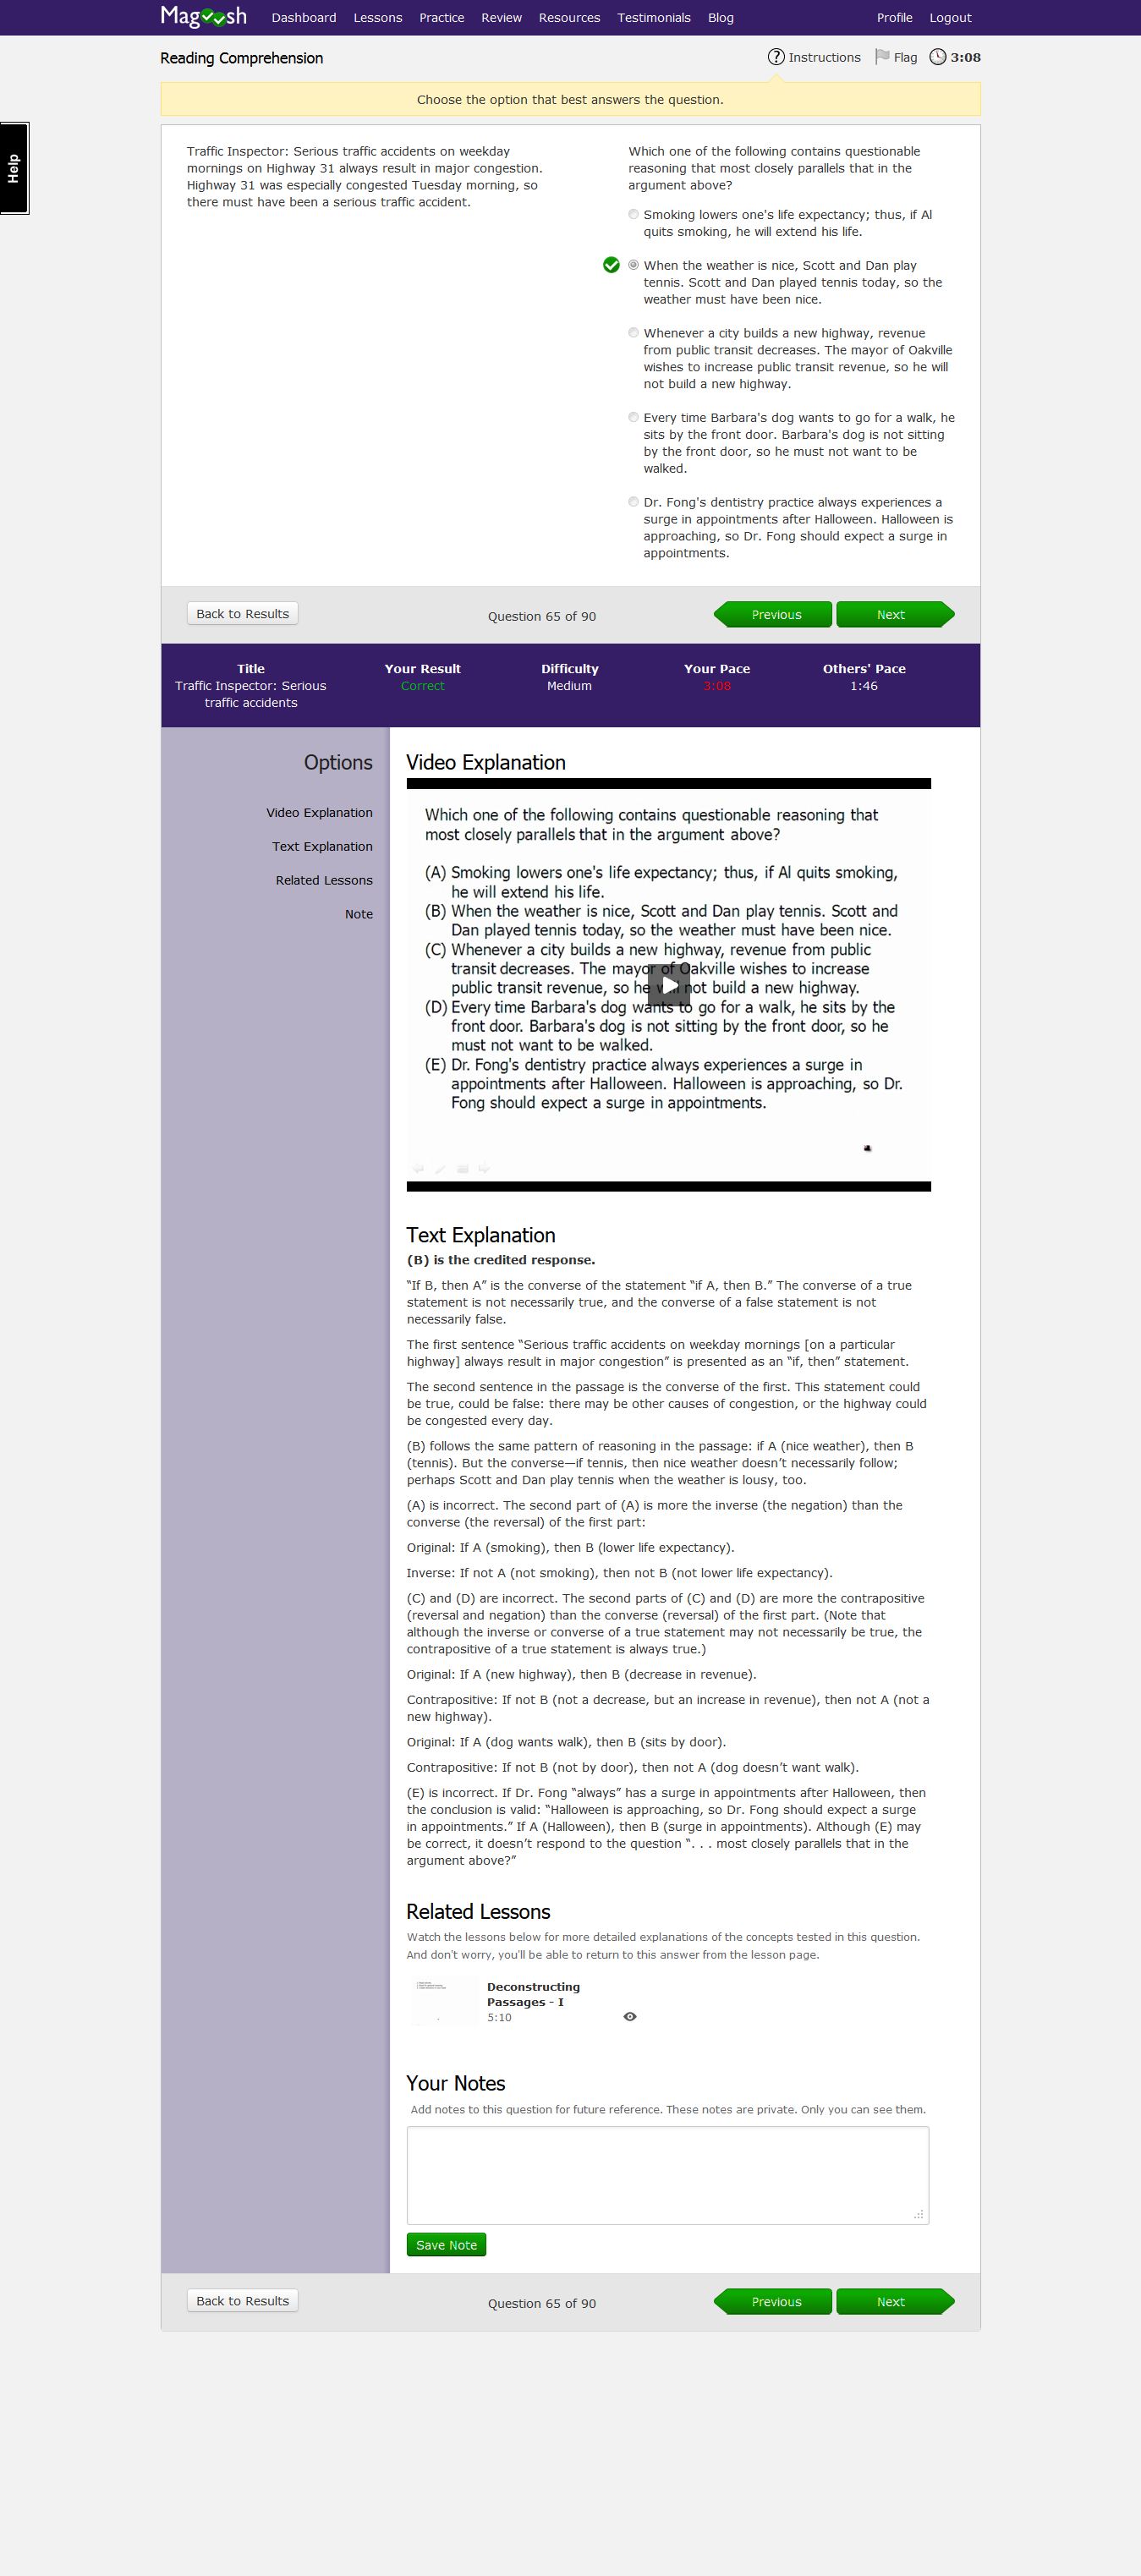 Magoosh
Dashboard Lessons Practice Review Resources Testimonials Blog Profile Logout
Reading Comprehension
Instructions Flag 3:08
Choose the option that best answers the question.
Help
Traffic Inspector: Serious traffic accidents on weekday
mornings on Highway 31 always result in major congestion.
Highway 31 was especially congested Tuesday morning, so
there must have been a serious traffic accident.
Which one of the following contains questionable
reasoning that most closely parallels that in the
argument above?
Smoking lowers one's life expectancy; thus, if Al
quits smoking, he will extend his life.
When the weather is nice, Scott and Dan play
tennis. Scott and Dan played tennis today, so the
weather must have been nice.
Whenever a city builds a new highway, revenue
from public transit decreases. The mayor of Oakville
wishes to increase public transit revenue, so he will
not build a new highway.
Every time Barbara's dog wants to go for a walk, he
sits by the front door. Barbara's dog is not sitting
by the front door, so he must not want to be
walked.
Dr. Fong's dentistry practice always experiences a
surge in appointments after Halloween. Halloween is
approaching, so Dr. Fong should expect a surge in
appointments.
Back to Results Question 65 of 90 Previous Next
Title Your Result Difficulty Your Pace Others' Pace
Traffic Inspector: Serious Correct Medium 3:08 1:46
traffic accidents
Options
Video Explanation
Text Explanation
Related Lessons
Note
Video Explanation
Which one of the following contains questionable reasoning that
most closely parallels that in the argument above?
(A) Smoking lowers one's life expectancy; thus, if Al quits smoking,
he will extend his life.
(B) When the weather is nice, Scott and Dan play tennis. Scott and
Dan played tennis today, so the weather must have been nice.
(C) Whenever a city builds a new highway, revenue from public
transit decreases. The mayor of Oakville wishes to increase
public transit revenue, so he will not build a new highway.
(D) Every time Barbara's dog wants to go for a walk, he sits by the
front door. Barbara's dog is not sitting by the front door, so he
must not want to be walked.
(E) Dr. Fong's dentistry practice always experiences a surge in
appointments after Halloween. Halloween is approaching, so Dr.
Fong should expect a surge in appointments.
Text Explanation
(B) is the credited response.
“If B, then A” is the converse of the statement “if A, then B.” The converse of a true
statement is not necessarily true, and the converse of a false statement is not
necessarily false.
The first sentence “Serious traffic accidents on weekday mornings [on a particular
highway] always result in major congestion” is presented as an “if, then” statement.
The second sentence in the passage is the converse of the first. This statement could
be true, could be false: there may be other causes of congestion, or the highway could
be congested every day.
(B) follows the same pattern of reasoning in the passage: if A (nice weather), then B
(tennis). But the converse—if tennis, then nice weather doesn’t necessarily follow;
perhaps Scott and Dan play tennis when the weather is lousy, too.
(A) is incorrect. The second part of (A) is more the inverse (the negation) than the
converse (the reversal) of the first part:
Original: If A (smoking), then B (lower life expectancy).
Inverse: If not A (not smoking), then not B (not lower life expectancy).
(C) and (D) are incorrect. The second parts of (C) and (D) are more the contrapositive
(reversal and negation) than the converse (reversal) of the first part. (Note that
although the inverse or converse of a true statement may not necessarily be true, the
contrapositive of a true statement is always true.)
Original: If A (new highway), then B (decrease in revenue).
Contrapositive: If not B (not a decrease, but an increase in revenue), then not A (not a
new highway).
Original: If A (dog wants walk), then B (sits by door).
Contrapositive: If not B (not by door), then not A (dog doesn’t want walk).
(E) is incorrect. If Dr. Fong “always” has a surge in appointments after Halloween, then
the conclusion is valid: “Halloween is approaching, so Dr. Fong should expect a surge
in appointments.” If A (Halloween), then B (surge in appointments). Although (E) may
be correct, it doesn’t respond to the question “. . . most closely parallels that in the
argument above?”
Related Lessons
Watch the lessons below for more detailed explanations of the concepts tested in this question.
And don't worry, you'll be able to return to this answer from the lesson page.
Deconstructing
Passages - I
5:10
Your Notes
Add notes to this question for future reference. These notes are private. Only you can see them.
Save Note
Back to Results Question 65 of 90 Previous Next